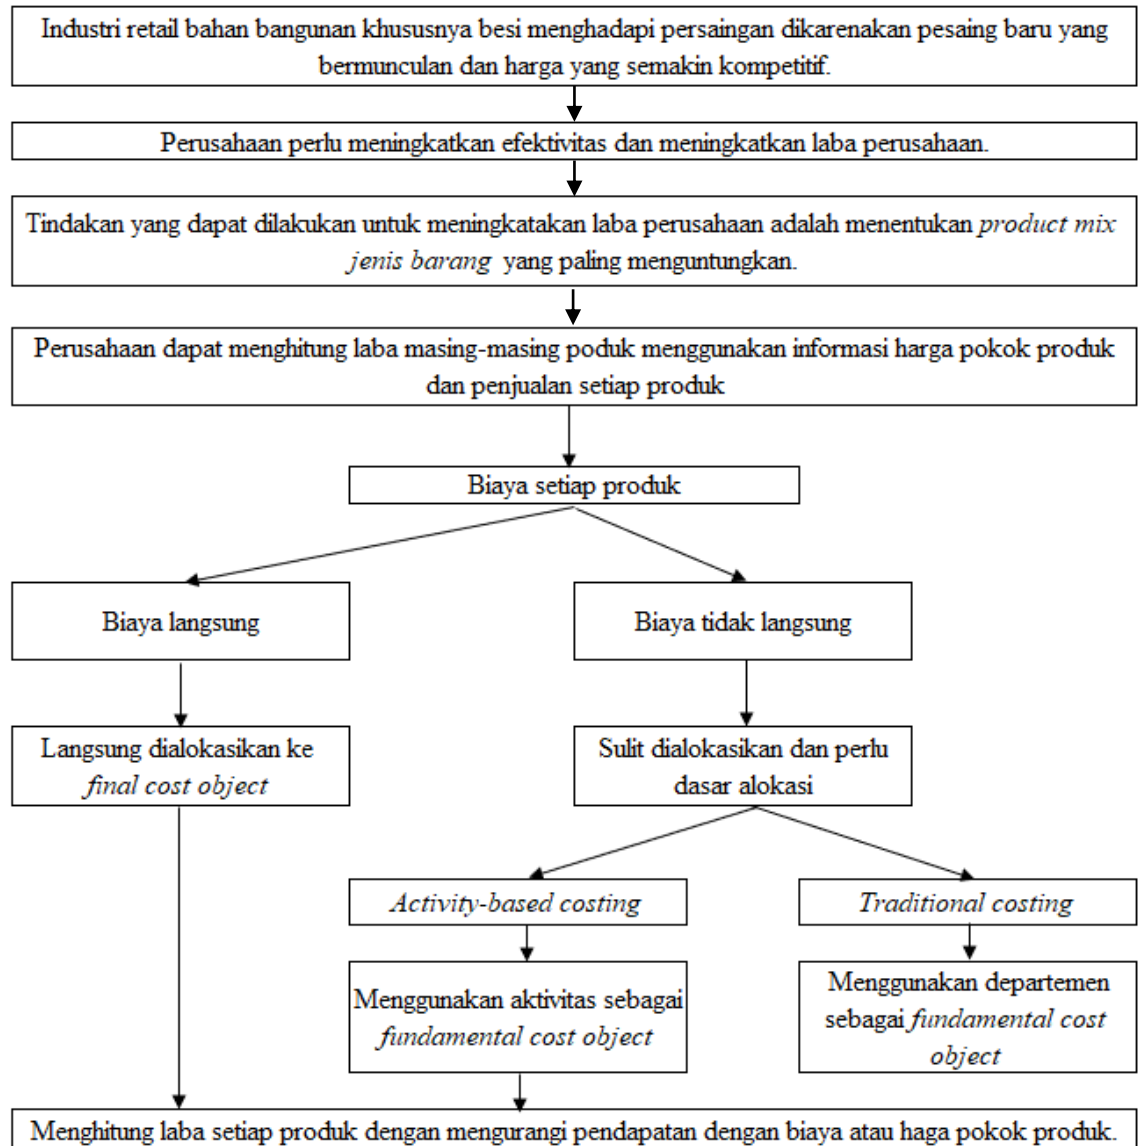 Industri retail bahan bangunan khususnya besi menghadapi persaingan dikarenakan pesaing baru yang
bermunculan dan harga yang semakin kompetitif.
Perusahaan perlu meningkatkan efektivitas dan meningkatkan laba perusahaan.
Tindakan yang dapat dilakukan untuk meningkatakan laba perusahaan adalah menentukan product mix
jenis barang yang paling menguntungkan.
Perusahaan dapat menghitung laba masing-masing poduk menggunakan informasi harga pokok produk
dan penjualan setiap produk
Biaya setiap produk
Biaya langsung
Biaya tidak langsung
Langsung dialokasikan ke
final cost object
Sulit dialokasikan dan perlu
dasar alokasi
Activity-based costing
Traditional costing
Menggunakan aktivitas sebagai
fundamental cost object
Menggunakan departemen
sebagai fundamental cost
object
Menghitung laba setiap produk dengan mengurangi pendapatan dengan biaya atau haga pokok produk.